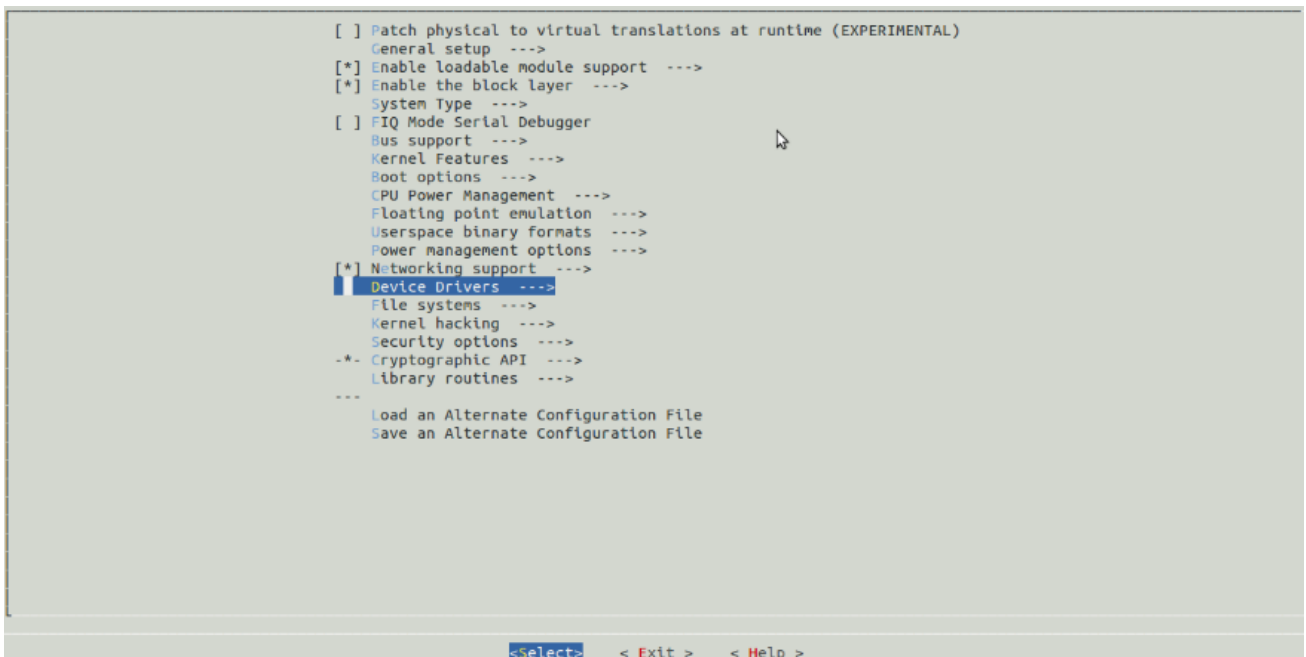 [ ] Patch physical to virtual translations at runtime (EXPERIMENTAL)
General setup --->
[*] Enable loadable module support --->
[*] Enable the block layer --->
System Type --->
[ ] FIQ Mode Serial Debugger
Bus support --->
Kernel Features --->
Boot options --->
CPU Power Management --->
Floating point emulation --->
Userspace binary formats --->
Power management options --->
[*] Networking support --->
Device Drivers --->
File systems --->
Kernel hacking --->
Security options --->
-*- Cryptographic API --->
Library routines --->
---
Load an Alternate Configuration File
Save an Alternate Configuration File
<Select> < Exit > < Help >